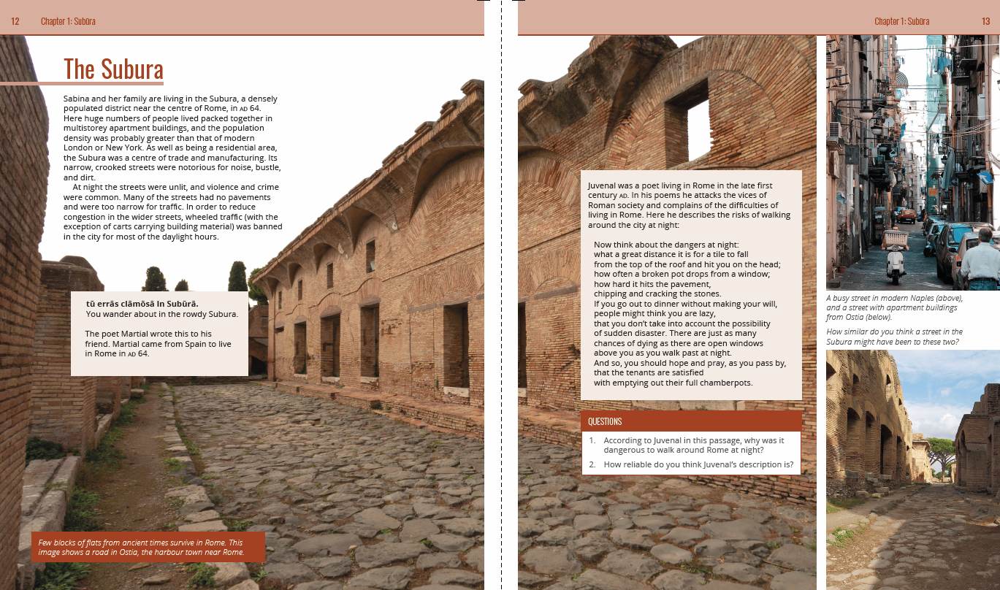 12 Chapter 1: Subūra
The Subura
Sabina and her family are living in the Subura, a densely
populated district near the centre of Rome, in AD 64.
Here huge numbers of people lived packed together in
multistorey apartment buildings, and the population
density was probably greater than that of modern
London or New York. As well as being a residential area,
the Subura was a centre of trade and manufacturing. Its
narrow, crooked streets were notorious for noise, bustle,
and dirt.
At night the streets were unlit, and violence and crime
were common. Many of the streets had no pavements
and were too narrow for traffic. In order to reduce
congestion in the wider streets, wheeled traffic (with the
exception of carts carrying building material) was banned
in the city for most of the daylight hours.
tū errās clāmōsā in Subūrā.
You wander about in the rowdy Subura.
The poet Martial wrote this to his
friend. Martial came from Spain to live
in Rome in AD 64.
Few blocks of flats from ancient times survive in Rome. This
image shows a road in Ostia, the harbour town near Rome.
Chapter 1: Subūra 13
Juvenal was a poet living in Rome in the late first
century AD. In his poems he attacks the vices of
Roman society and complains of the difficulties of
living in Rome. Here he describes the risks of walking
around the city at night:
Now think about the dangers at night:
what a great distance it is for a tile to fall
from the top of the roof and hit you on the head;
how often a broken pot drops from a window;
how hard it hits the pavement,
chipping and cracking the stones.
If you go out to dinner without making your will,
people might think you are lazy,
that you don't take into account the possibility
of sudden disaster. There are just as many
chances of dying as there are open windows
above you as you walk past at night.
And so, you should hope and pray, as you pass by,
that the tenants are satisfied
with emptying out their full chamberpots.
QUESTIONS
1. According to Juvenal in this passage, why was it
dangerous to walk around Rome at night?
2. How reliable do you think Juvenal's description is?
A busy street in modern Naples (above),
and a street with apartment buildings
from Ostia (below).
How similar do you think a street in the
Subura might have been to these two?